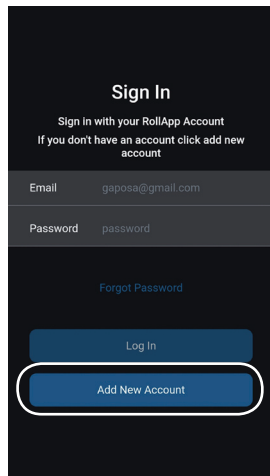 Sign In
Sign in with your RollApp Account
If you don't have an account click add new
account
Email gaposa@gmail.com
Password password
Forgot Password
Log In
Add New Account